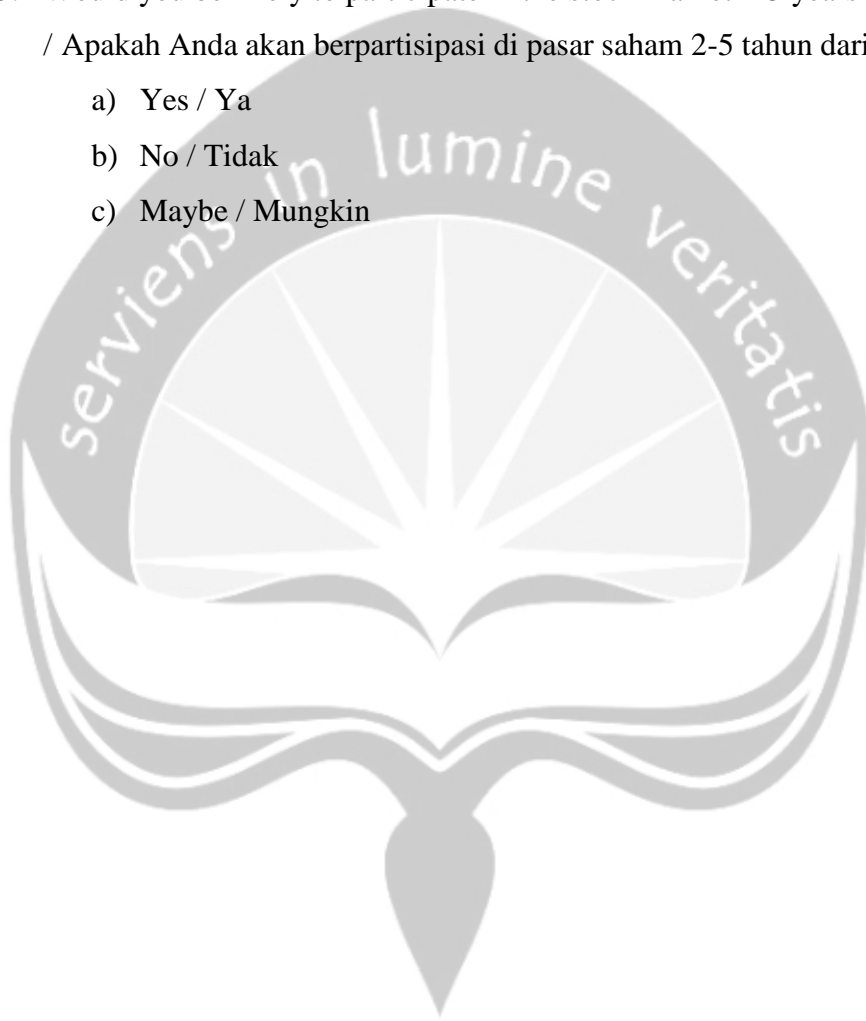 / Apakah Anda akan berpartisipasi di pasar saham 2-5 tahun dari
a) Yes / Ya
b) No / Tidak
c) Maybe / Mungkin
serviens in lumine veritatis